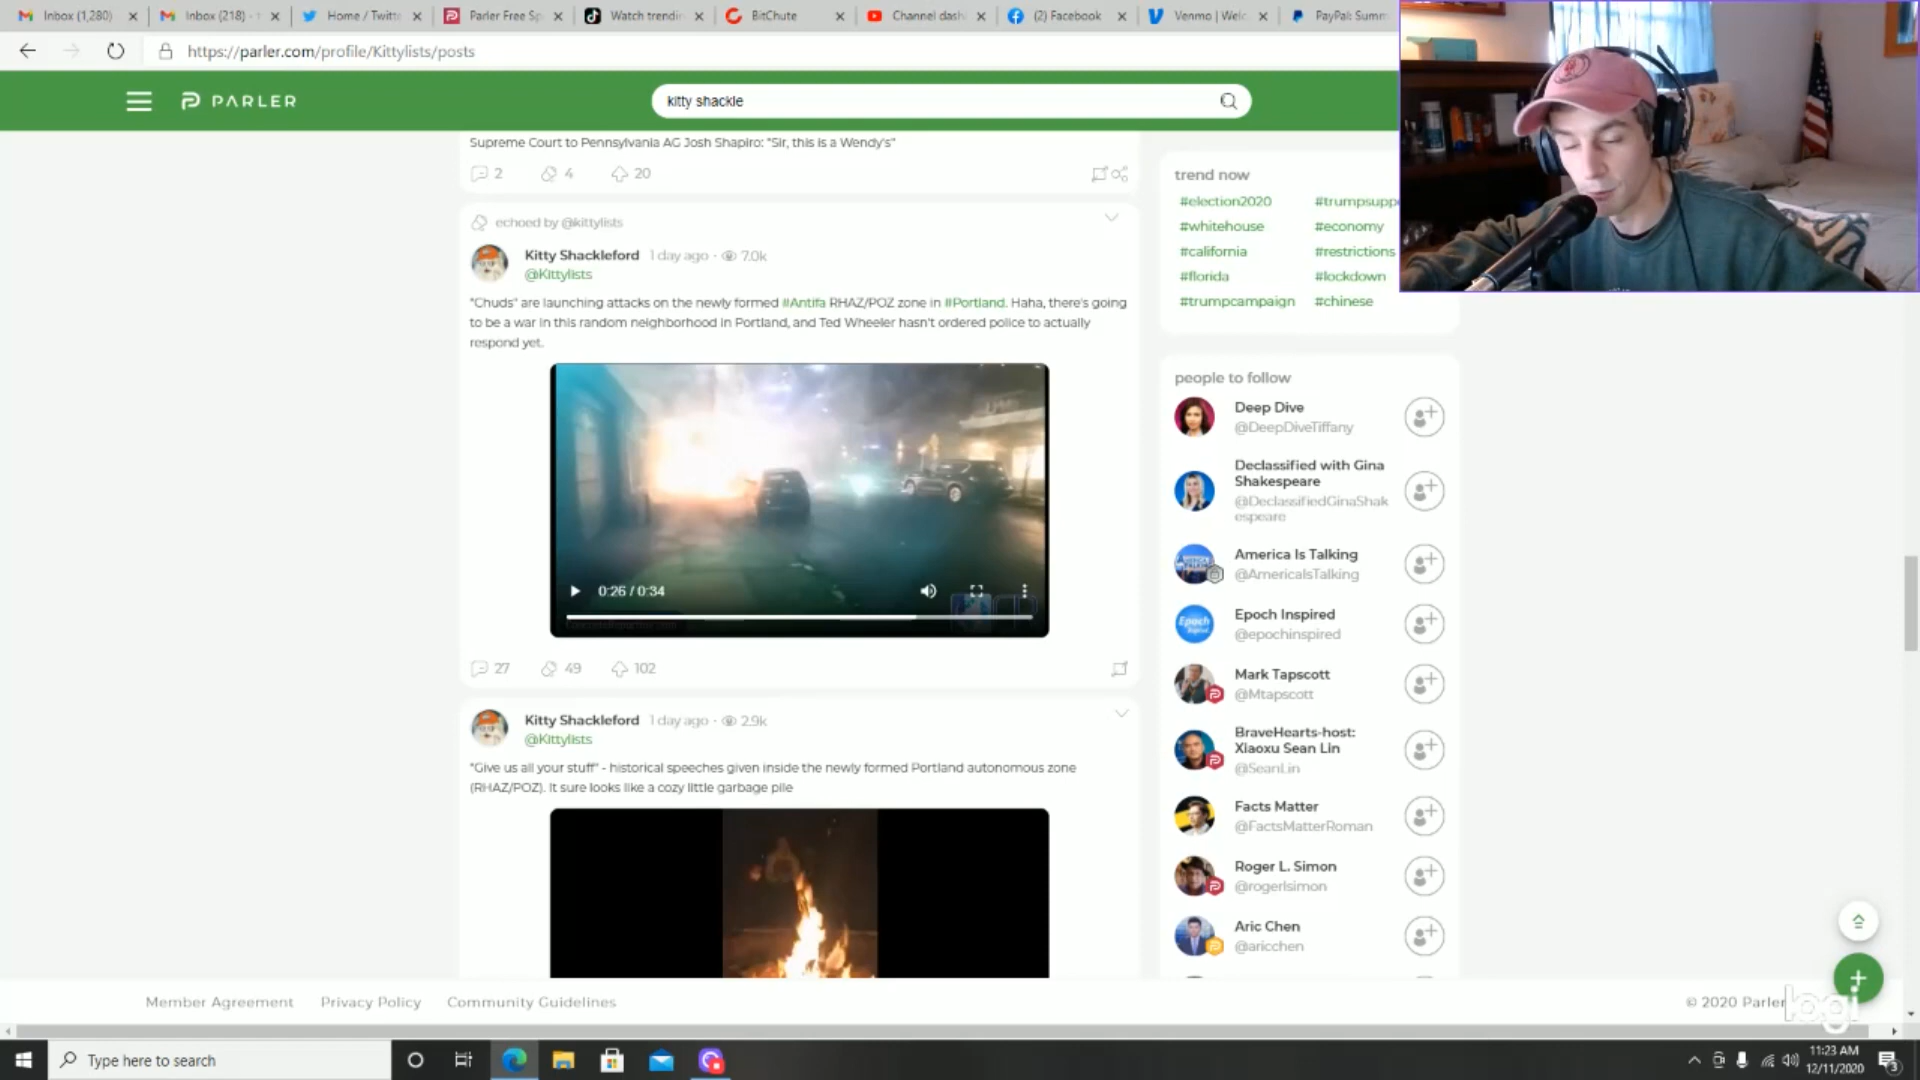 Inbox (1,280)
Inbox (218) -
Home / Twitte
Parler Free Sp
Watch trendin
BitChute
Channel dash
(2) Facebook
Venmo | Welc
PayPal: Summ
https://parler.com/profile/Kittylists/posts
PARLER
kitty shackle
Supreme Court to Pennsylvania AG Josh Shapiro: "Sir, this is a Wendy's"
2 4 20
echoed by @kittylists
Kitty Shackleford 1 day ago · 7.0k
@Kittylists
"Chuds" are launching attacks on the newly formed #Antifa RHAZ/POZ zone in #Portland. Haha, there's going
to be a war in this random neighborhood in Portland, and Ted Wheeler hasn't ordered police to actually
respond yet.
0:26 / 0:34
27 49 102
Kitty Shackleford 1 day ago · 2.9k
@Kittylists
"Give us all your stuff" - historical speeches given inside the newly formed Portland autonomous zone
(RHAZ/POZ). It sure looks like a cozy little garbage pile
trend now
#election2020 #trumpsuppo
#whitehouse #economy
#california #restrictions
#florida #lockdown
#trumpcampaign #chinese
people to follow
Deep Dive
@DeepDiveTiffany
Declassified with Gina
Shakespeare
@DeclassifiedGinaShak
espeare
America Is Talking
@AmericaIsTalking
Epoch Inspired
@epochinspired
Mark Tapscott
@Mtapscott
BraveHearts-host:
Xiaoxu Sean Lin
@SeanLin
Facts Matter
@FactsMatterRoman
Roger L. Simon
@rogerlsimon
Aric Chen
@aricchen
Member Agreement Privacy Policy Community Guidelines
© 2020 Parler
logi
Type here to search
11:23 AM
12/11/2020
3